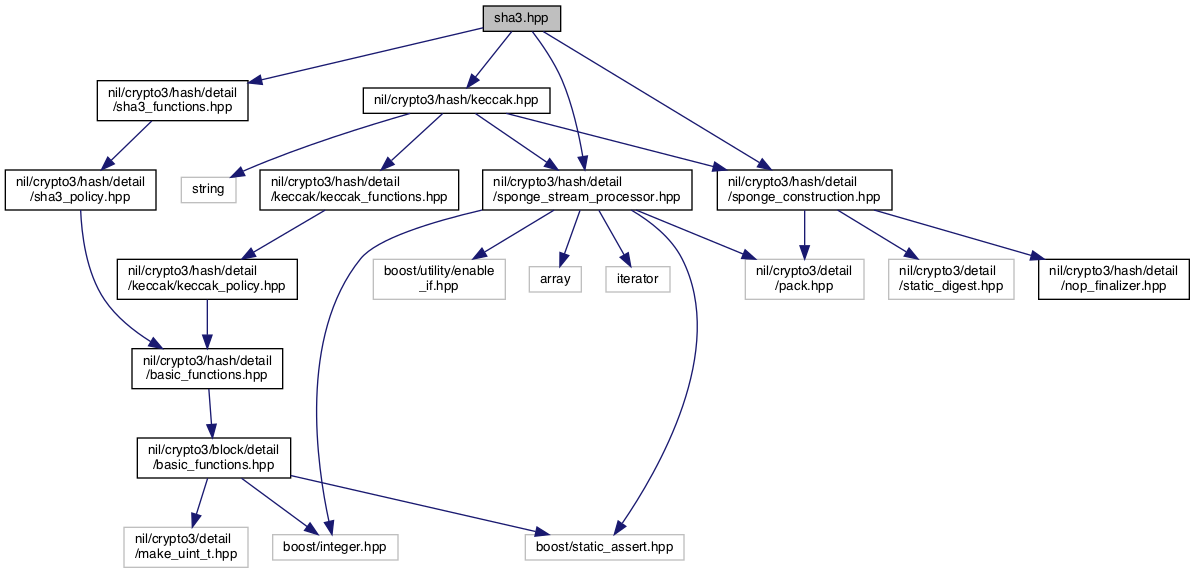 sha3.hpp
nil/crypto3/hash/detail
/sha3_functions.hpp
nil/crypto3/hash/keccak.hpp
nil/crypto3/hash/detail
/sha3_policy.hpp
string
nil/crypto3/hash/detail
/keccak/keccak_functions.hpp
nil/crypto3/hash/detail
/sponge_stream_processor.hpp
nil/crypto3/hash/detail
/sponge_construction.hpp
nil/crypto3/hash/detail
/keccak/keccak_policy.hpp
boost/utility/enable
_if.hpp
array
iterator
nil/crypto3/detail
/pack.hpp
nil/crypto3/detail
/static_digest.hpp
nil/crypto3/hash/detail
/nop_finalizer.hpp
nil/crypto3/hash/detail
/basic_functions.hpp
nil/crypto3/block/detail
/basic_functions.hpp
nil/crypto3/detail
/make_uint_t.hpp
boost/integer.hpp
boost/static_assert.hpp